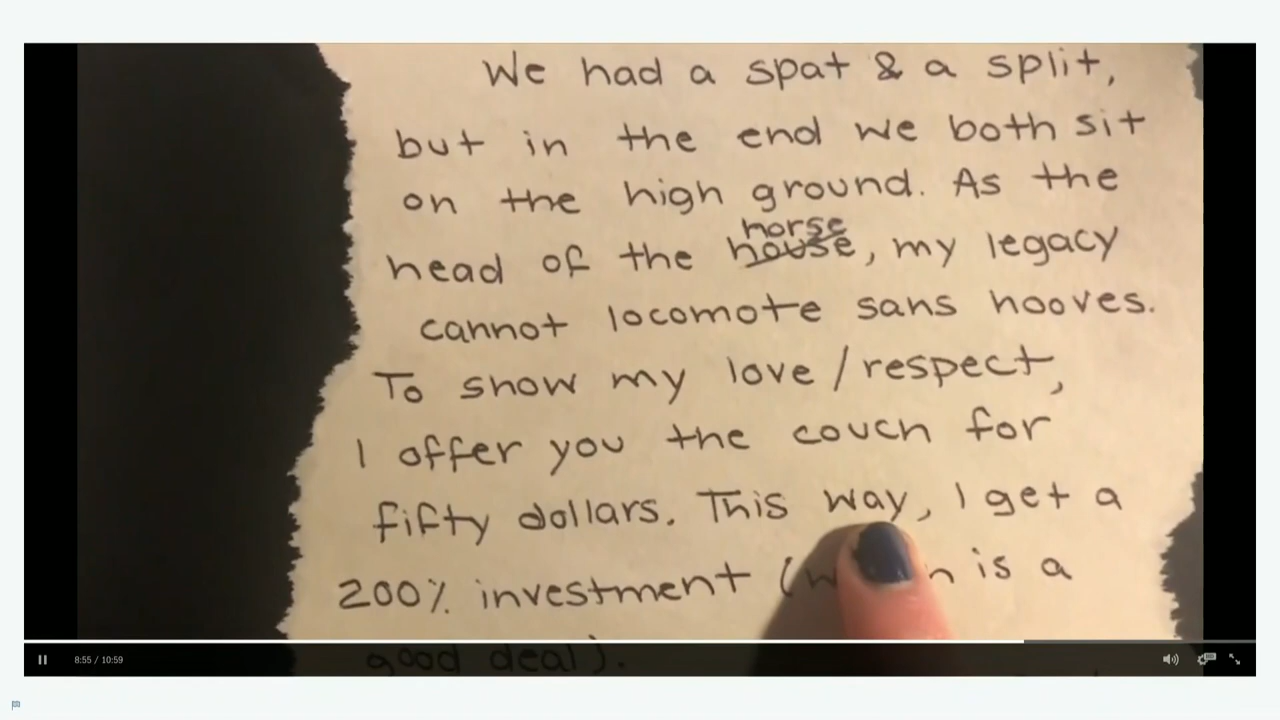 We had a spat & a split,
but in the end we both sit
on the high ground. As the
horse
head of the house, my legacy
cannot locomote sans hooves.
To show my love/respect,
I offer you the couch for
fifty dollars. This way, I get a
200% investment ( is a
good deal).
8:55 / 10:59